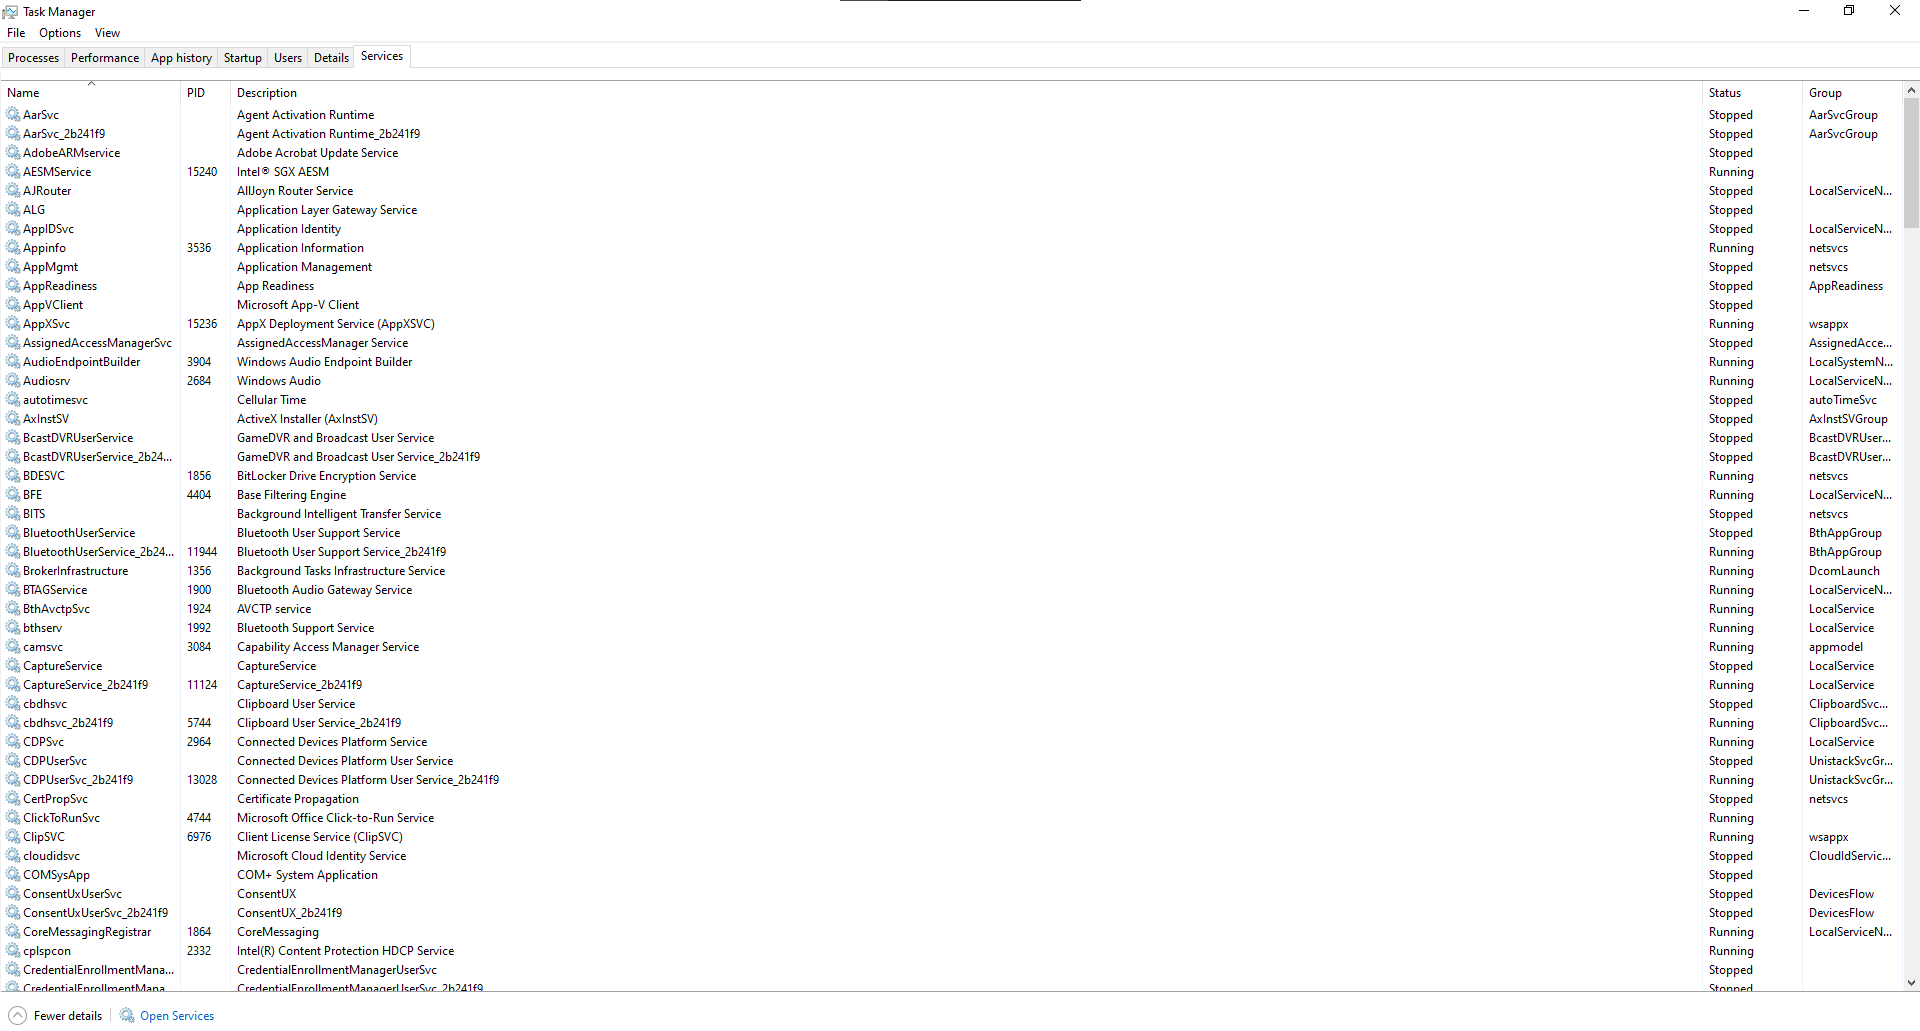 Task Manager
File Options View
Processes Performance App history Startup Users Details Services
Name PID Description Status Group
AarSvc Agent Activation Runtime Stopped AarSvcGroup
AarSvc_2b241f9 Agent Activation Runtime_2b241f9 Stopped AarSvcGroup
AdobeARMservice Adobe Acrobat Update Service Stopped
AESMService 15240 Intel® SGX AESM Running
AJRouter AllJoyn Router Service Stopped LocalServiceN...
ALG Application Layer Gateway Service Stopped
AppIDSvc Application Identity Stopped LocalServiceN...
Appinfo 3536 Application Information Running netsvcs
AppMgmt Application Management Stopped netsvcs
AppReadiness App Readiness Stopped AppReadiness
AppVClient Microsoft App-V Client Stopped
AppXSvc 15236 AppX Deployment Service (AppXSVC) Running wsappx
AssignedAccessManagerSvc AssignedAccessManager Service Stopped AssignedAcce...
AudioEndpointBuilder 3904 Windows Audio Endpoint Builder Running LocalSystemN...
Audiosrv 2684 Windows Audio Running LocalServiceN...
autotimesvc Cellular Time Stopped autoTimeSvc
AxInstSV ActiveX Installer (AxInstSV) Stopped AxInstSVGroup
BcastDVRUserService GameDVR and Broadcast User Service Stopped BcastDVRUser...
BcastDVRUserService_2b24... GameDVR and Broadcast User Service_2b241f9 Stopped BcastDVRUser...
BDESVC 1856 BitLocker Drive Encryption Service Running netsvcs
BFE 4404 Base Filtering Engine Running LocalServiceN...
BITS Background Intelligent Transfer Service Stopped netsvcs
BluetoothUserService Bluetooth User Support Service Stopped BthAppGroup
BluetoothUserService_2b24... 11944 Bluetooth User Support Service_2b241f9 Running BthAppGroup
BrokerInfrastructure 1356 Background Tasks Infrastructure Service Running DcomLaunch
BTAGService 1900 Bluetooth Audio Gateway Service Running LocalServiceN...
BthAvctpSvc 1924 AVCTP service Running LocalService
bthserv 1992 Bluetooth Support Service Running LocalService
camsvc 3084 Capability Access Manager Service Running appmodel
CaptureService CaptureService Stopped LocalService
CaptureService_2b241f9 11124 CaptureService_2b241f9 Running LocalService
cbdhsvc Clipboard User Service Stopped ClipboardSvc...
cbdhsvc_2b241f9 5744 Clipboard User Service_2b241f9 Running ClipboardSvc...
CDPSvc 2964 Connected Devices Platform Service Running LocalService
CDPUserSvc Connected Devices Platform User Service Stopped UnistackSvcGr...
CDPUserSvc_2b241f9 13028 Connected Devices Platform User Service_2b241f9 Running UnistackSvcGr...
CertPropSvc Certificate Propagation Stopped netsvcs
ClickToRunSvc 4744 Microsoft Office Click-to-Run Service Running
ClipSVC 6976 Client License Service (ClipSVC) Running wsappx
cloudidsvc Microsoft Cloud Identity Service Stopped CloudIdServic...
COMSysApp COM+ System Application Stopped
ConsentUxUserSvc ConsentUX Stopped DevicesFlow
ConsentUxUserSvc_2b241f9 ConsentUX_2b241f9 Stopped DevicesFlow
CoreMessagingRegistrar 1864 CoreMessaging Running LocalServiceN...
cplspcon 2332 Intel(R) Content Protection HDCP Service Running
CredentialEnrollmentMana... CredentialEnrollmentManagerUserSvc Stopped
CredentialEnrollmentMana... CredentialEnrollmentManagerUserSvc_2b241f9 Stopped
Fewer details Open Services